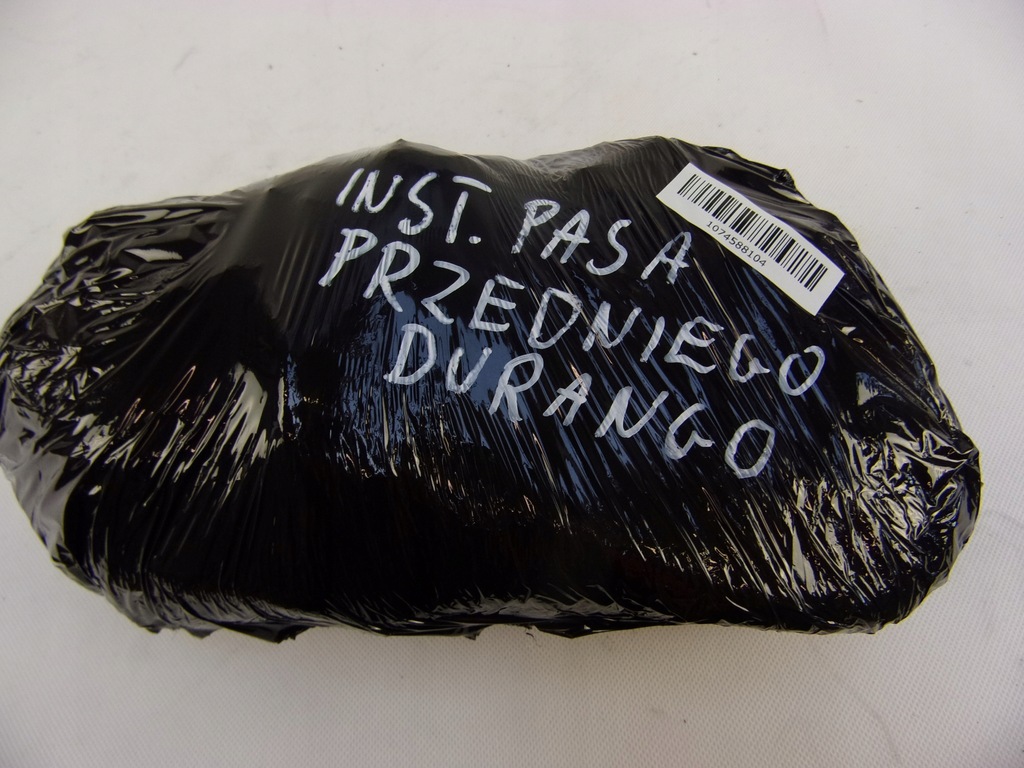 INST. PASA
PRZEDNIEGO
DURANGO
1074588104